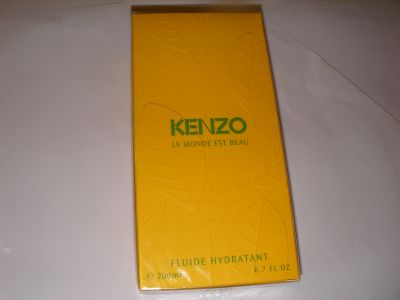 KENZO
LE MONDE EST BEAU
FLUIDE HYDRATANT
℮ 200ml 6.7 FL.OZ.